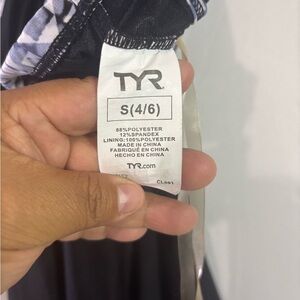 TYR
S(4/6)
88%POLYESTER
12%SPANDEX
LINING:100%POLYESTER
MADE IN CHINA
FABRIQUÉ EN CHINA
HECHO EN CHINA
TYR.com